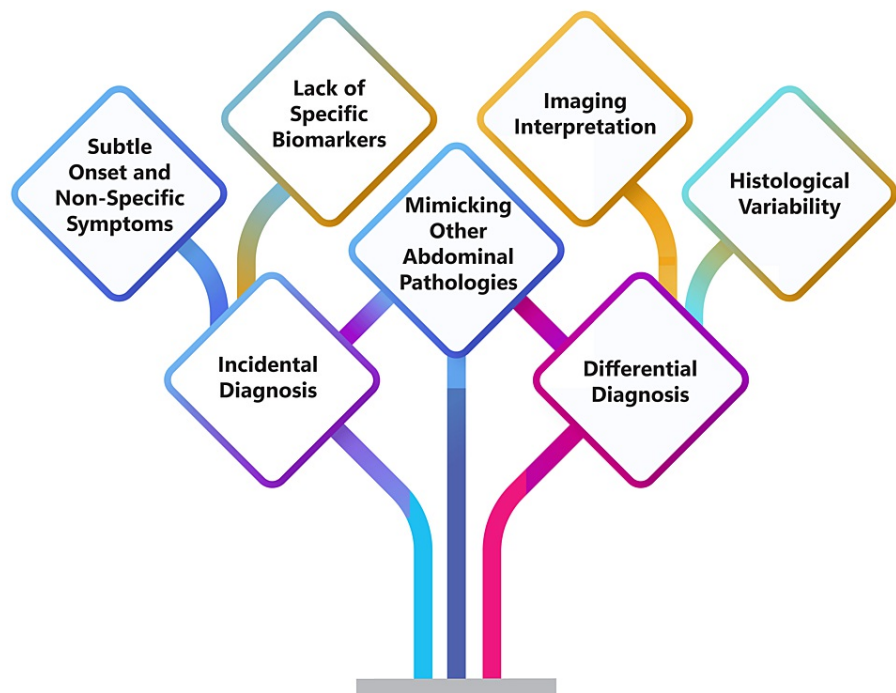 Lack of
Specific
Biomarkers
Imaging
Interpretation
Subtle
Onset and
Non-Specific
Symptoms
Histological
Variability
Mimicking
Other
Abdominal
Pathologies
Incidental
Diagnosis
Differential
Diagnosis